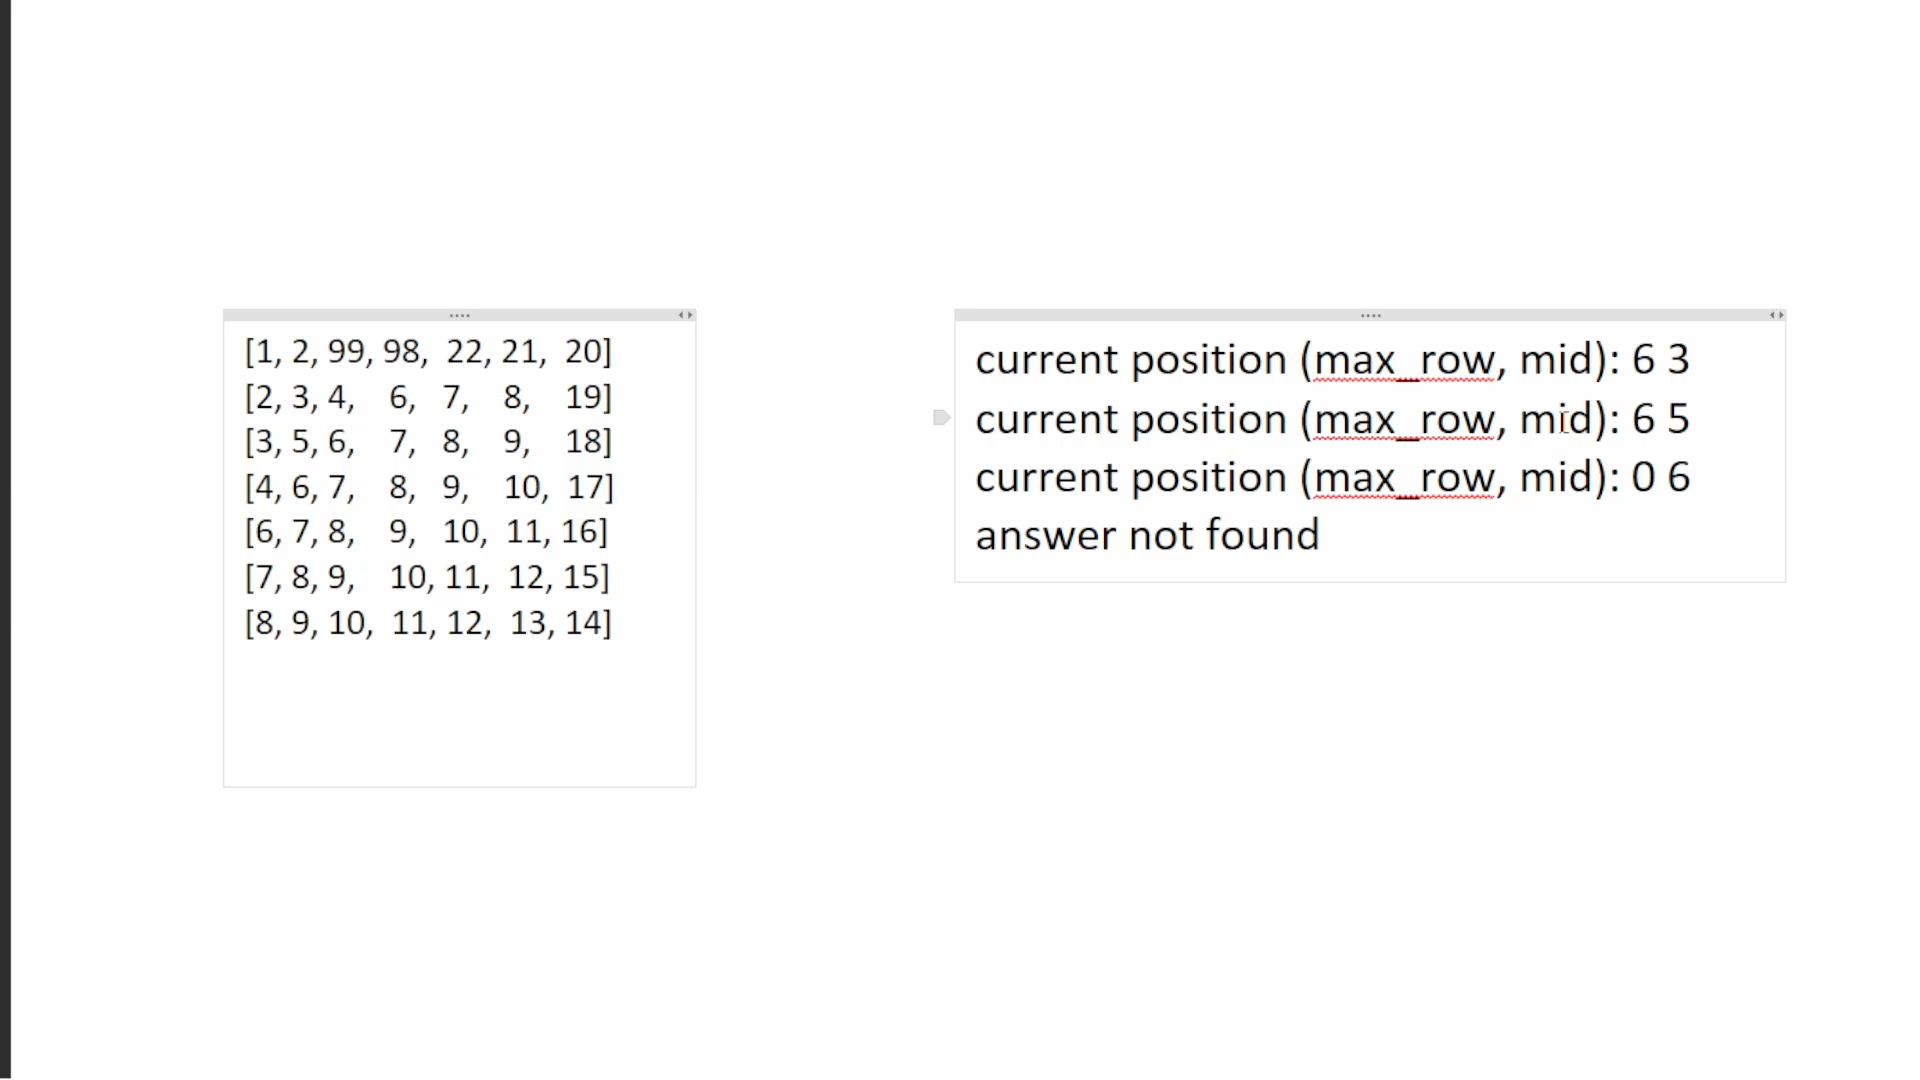 [1, 2, 99, 98, 22, 21, 20]
[2, 3, 4, 6, 7, 8, 19]
[3, 5, 6, 7, 8, 9, 18]
[4, 6, 7, 8, 9, 10, 17]
[6, 7, 8, 9, 10, 11, 16]
[7, 8, 9, 10, 11, 12, 15]
[8, 9, 10, 11, 12, 13, 14]
current position (max_row, mid): 6 3
current position (max_row, mid): 6 5
current position (max_row, mid): 0 6
answer not found